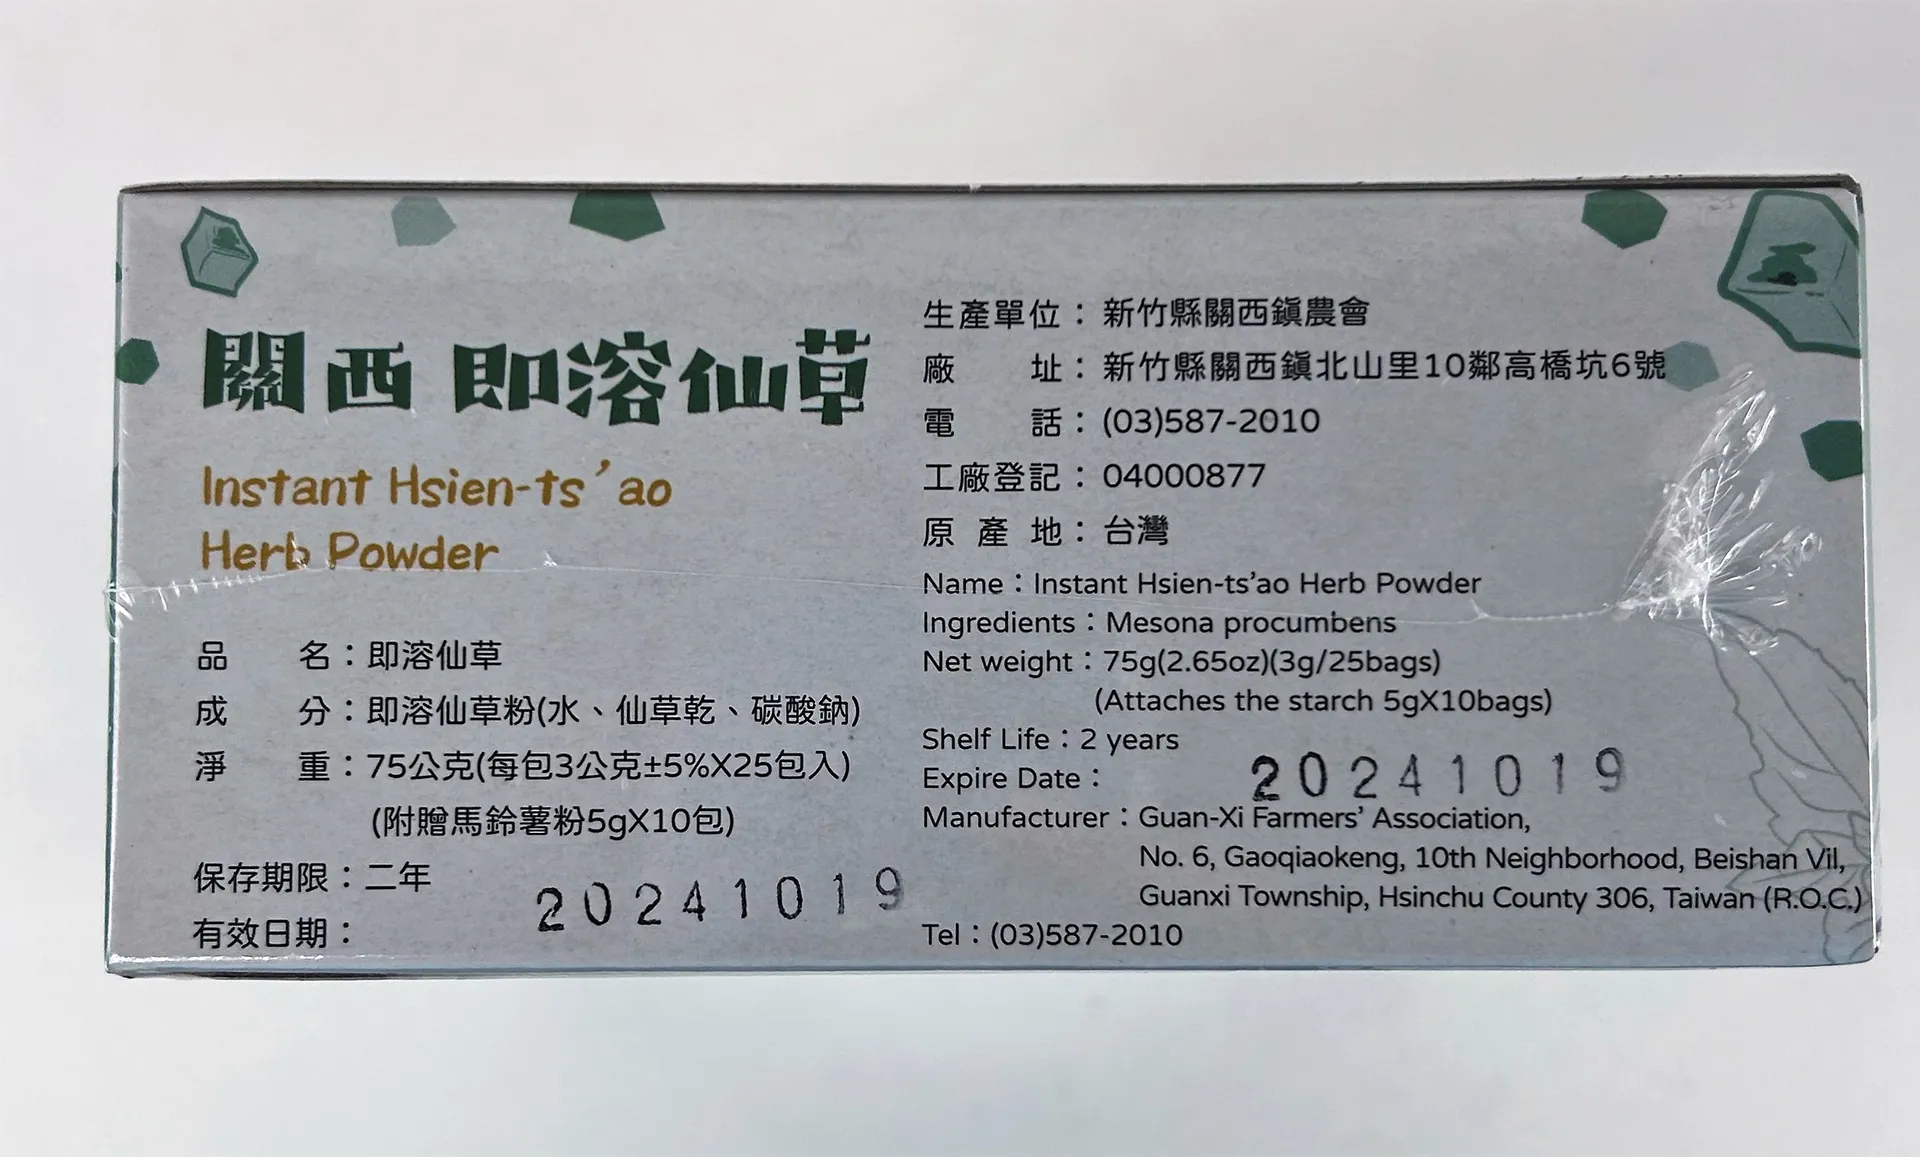 關西 即溶仙草
Instant Hsien-ts'ao
Herb Powder
品 名：即溶仙草
成 分：即溶仙草粉(水、仙草乾、碳酸鈉)
淨 重：75公克(每包3公克±5%X25包入)
(附贈馬鈴薯粉5gX10包)
保存期限：二年
有效日期：20241019
生產單位：新竹縣關西鎮農會
廠 址：新竹縣關西鎮北山里10鄰高橋坑6號
電 話：(03)587-2010
工廠登記：04000877
原 產 地：台灣
Name：Instant Hsien-ts'ao Herb Powder
Ingredients：Mesona procumbens
Net weight：75g(2.65oz)(3g/25bags)
(Attaches the starch 5gX10bags)
Shelf Life：2 years
Expire Date：20241019
Manufacturer：Guan-Xi Farmers' Association,
No. 6, Gaoqiaokeng, 10th Neighborhood, Beishan Vil,
Guanxi Township, Hsinchu County 306, Taiwan (R.O.C.)
Tel：(03)587-2010